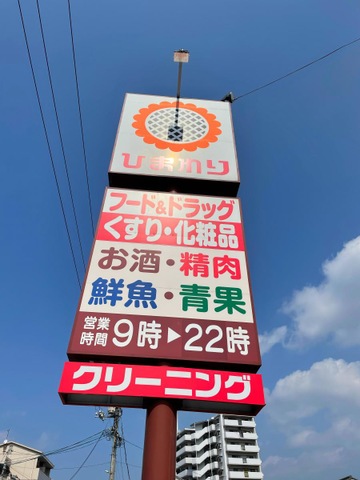 ひまわり
フード&ドラッグ
くすり・化粧品
お酒・精肉
鮮魚・青果
営業時間 9時▶22時
クリーニング